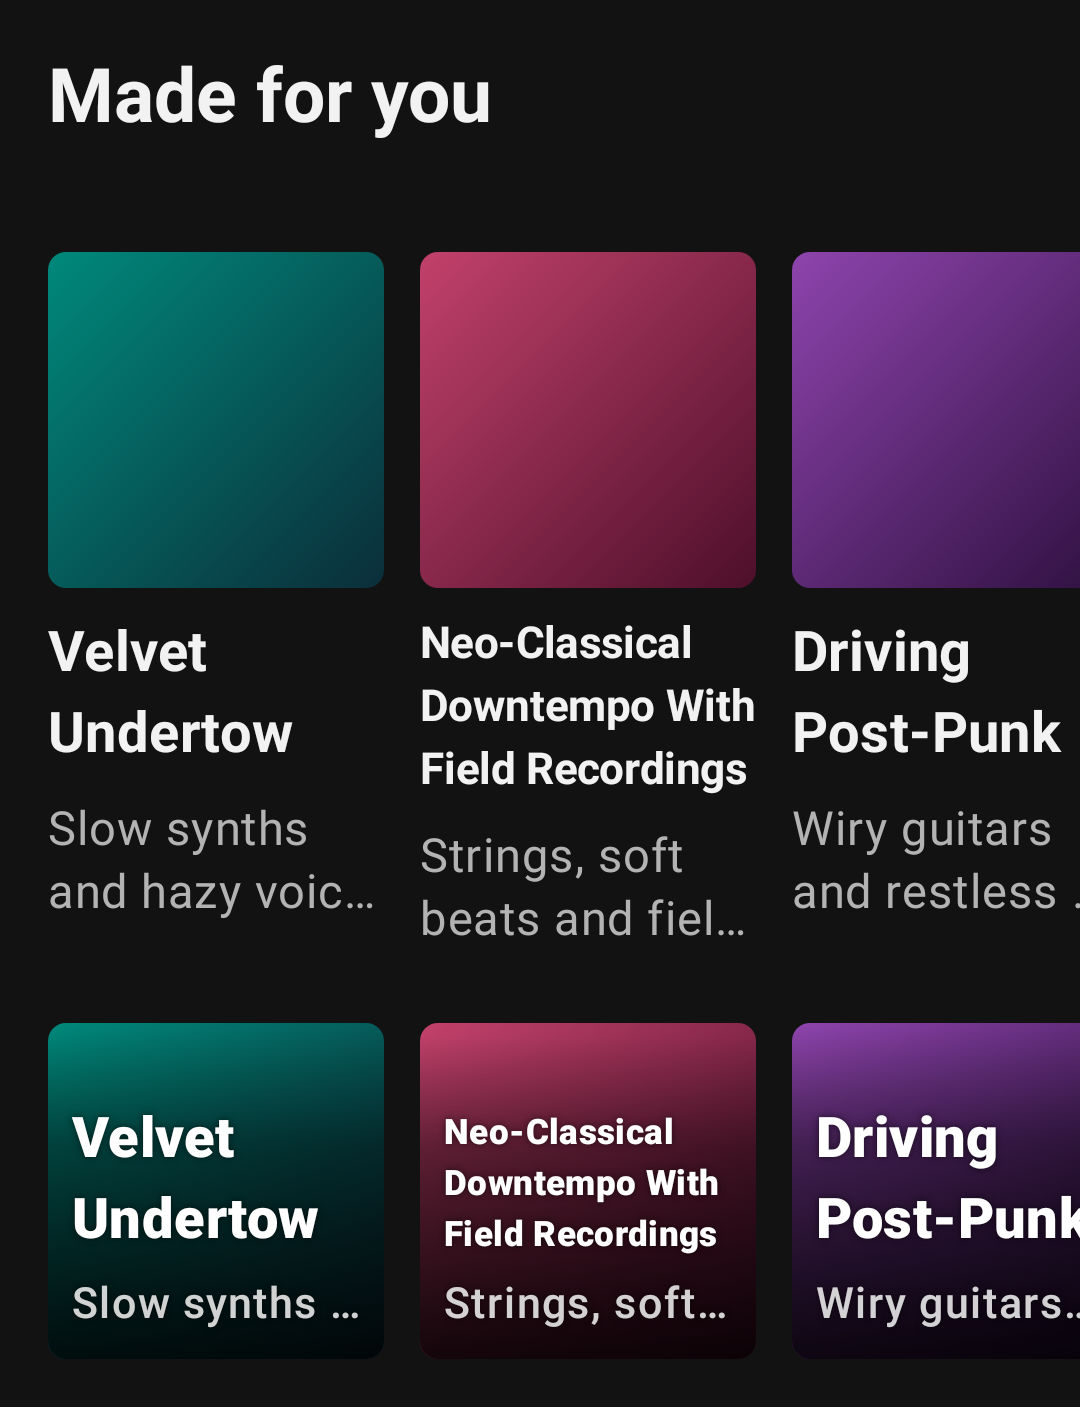 Made for you
Velvet
Undertow
Slow synths
and hazy voic…
Neo-Classical
Downtempo With
Field Recordings
Strings, soft
beats and fiel…
Driving
Post-Punk
Wiry guitars
and restless .
Velvet
Undertow
Slow synths …
Neo-Classical
Downtempo With
Field Recordings
Strings, soft…
Driving
Post-Punk
Wiry guitars..